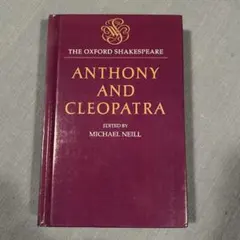 THE OXFORD SHAKESPEARE
ANTHONY
AND
CLEOPATRA
EDITED BY
MICHAEL NEILL